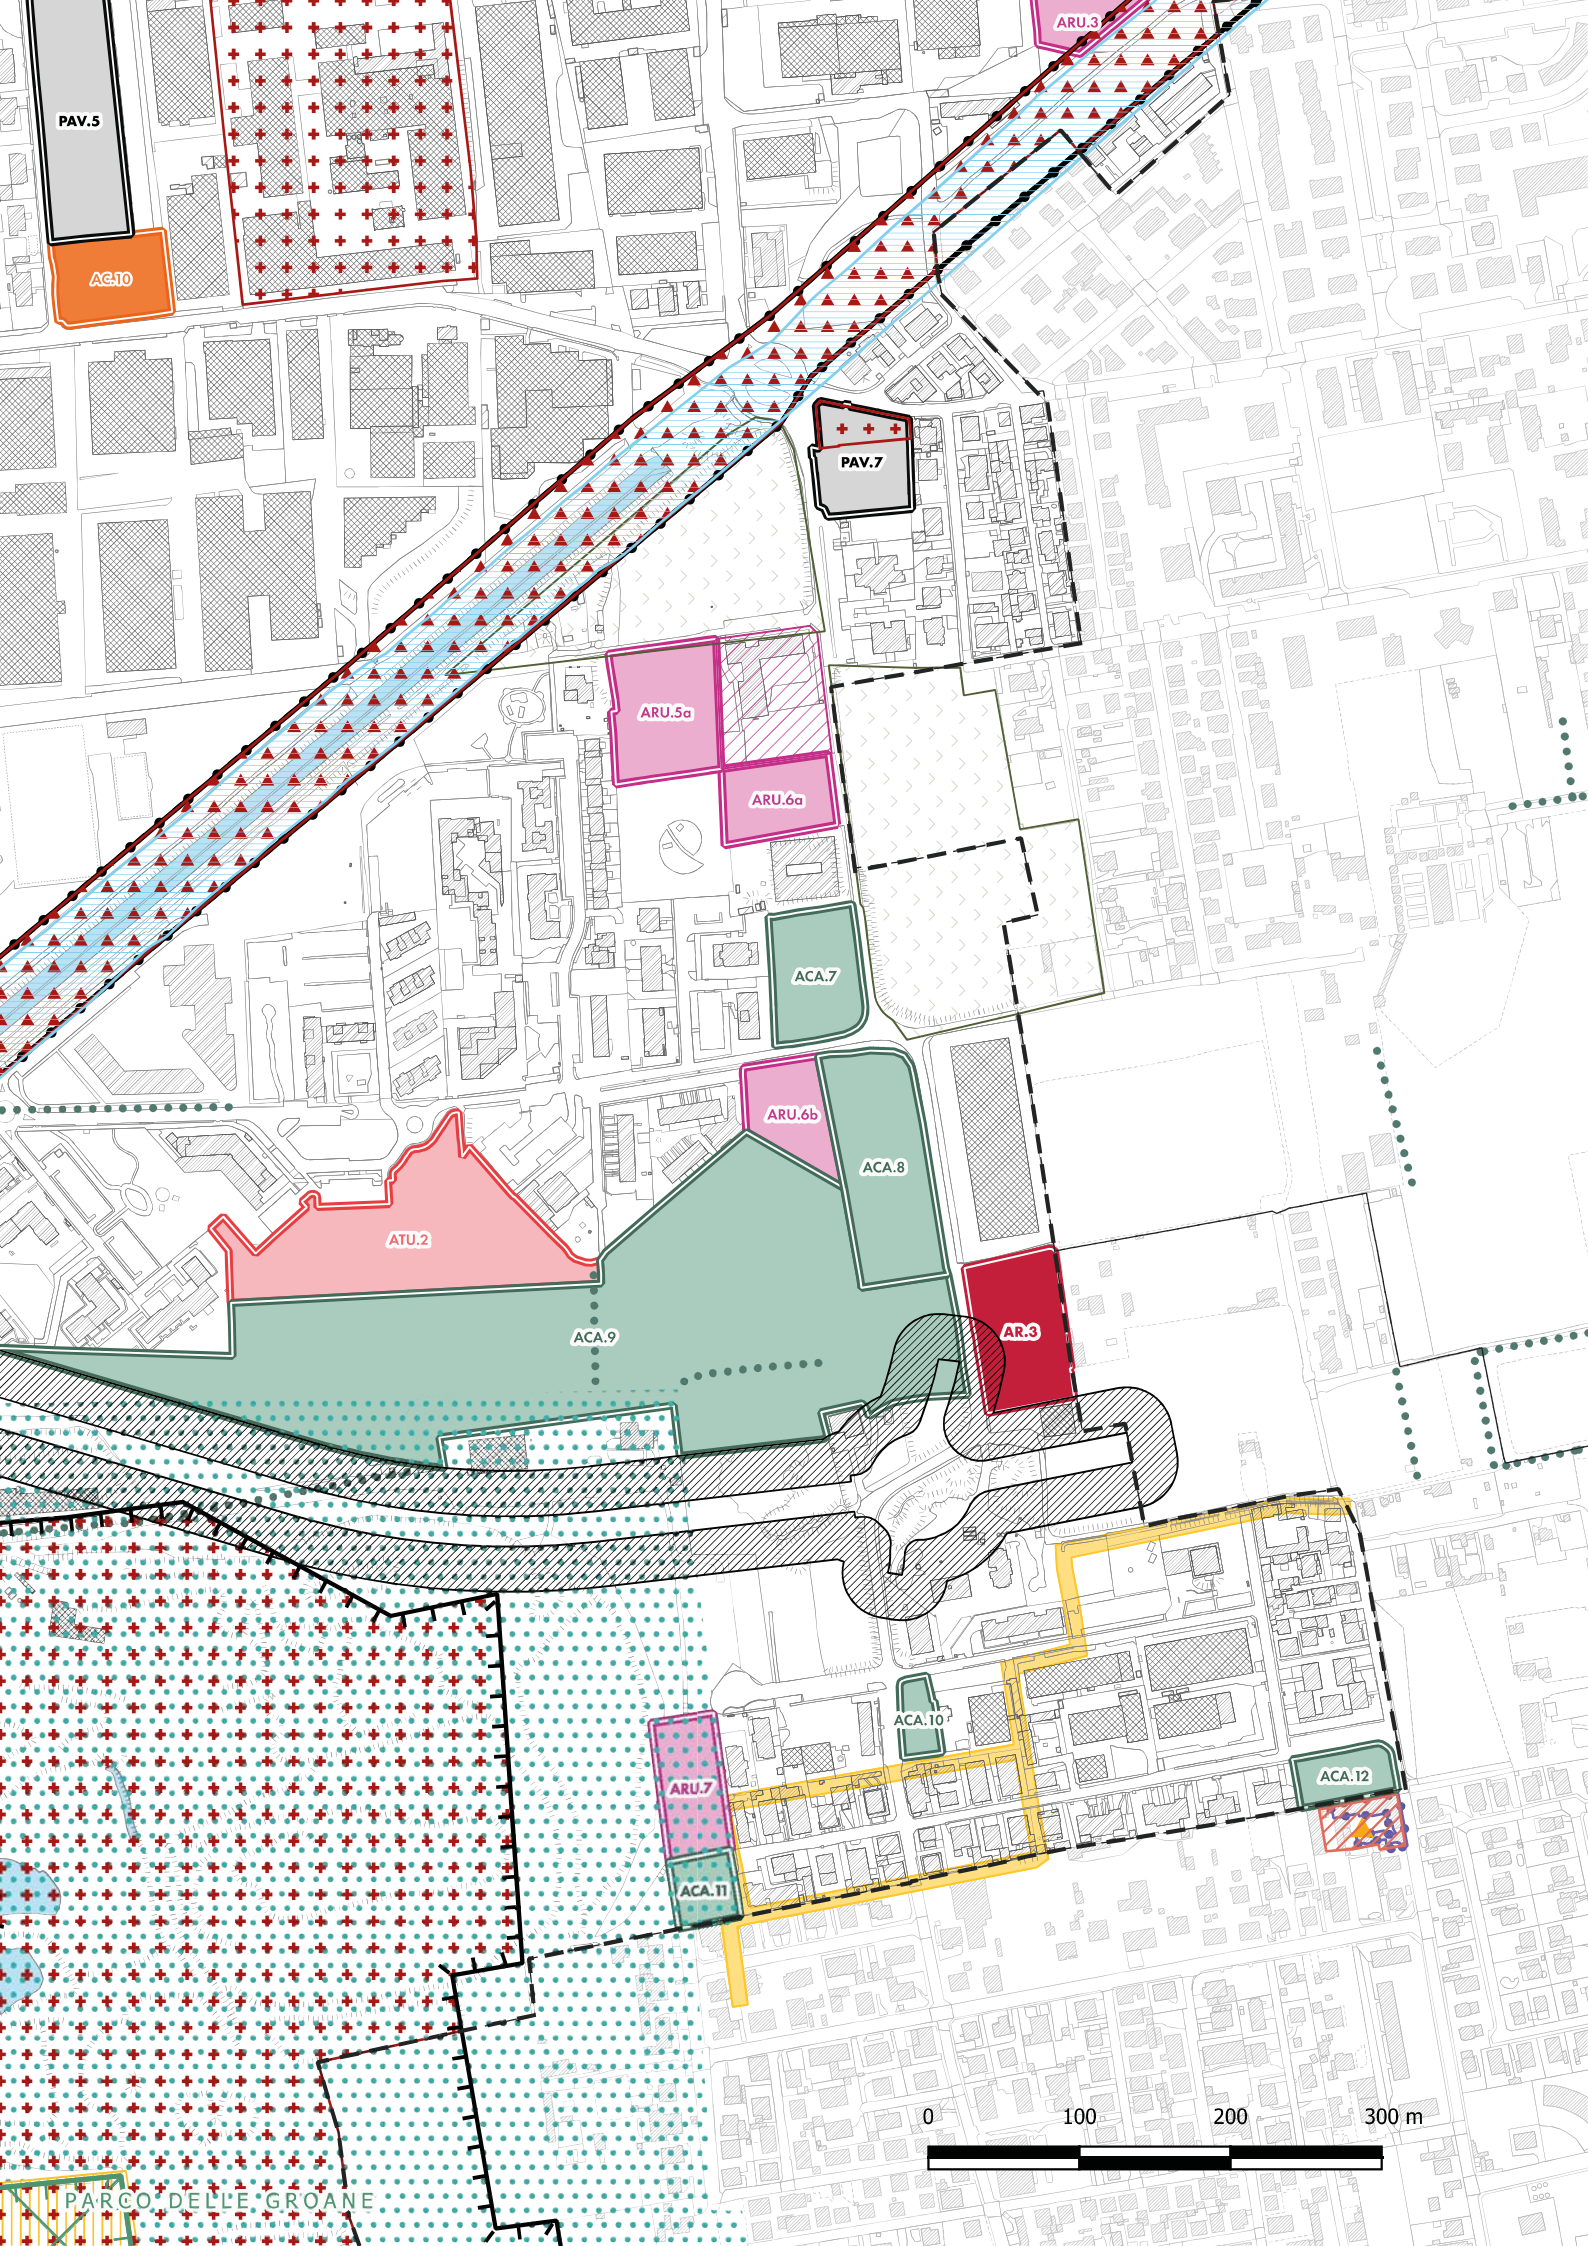 ARU.3
PAV.5
AC.10
PAV.7
ARU.5a
ARU.6a
ACA.7
ARU.6b
ACA.8
ATU.2
AR.3
ACA.9
ACA.10
ARU.7
ACA.12
ACA.11
0 100 200 300 m
PARCO DELLE GROANE